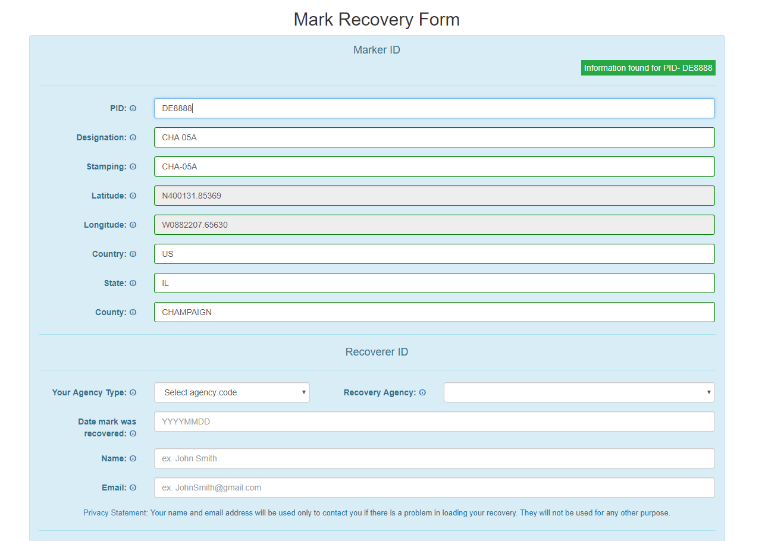 Mark Recovery Form
Marker ID
Information found for PID- DE8888
PID: DE8888
Designation: CHA 05A
Stamping: CHA-05A
Latitude: N400131.85369
Longitude: W0882207.65630
Country: US
State: IL
County: CHAMPAIGN
Recoverer ID
Your Agency Type: Select agency code Recovery Agency:
Date mark was
recovered: YYYYMMDD
Name: ex. John Smith
Email: ex. JohnSmith@gmail.com
Privacy Statement: Your name and email address will be used only to contact you if there is a problem in loading your recovery. They will not be used for any other purpose.